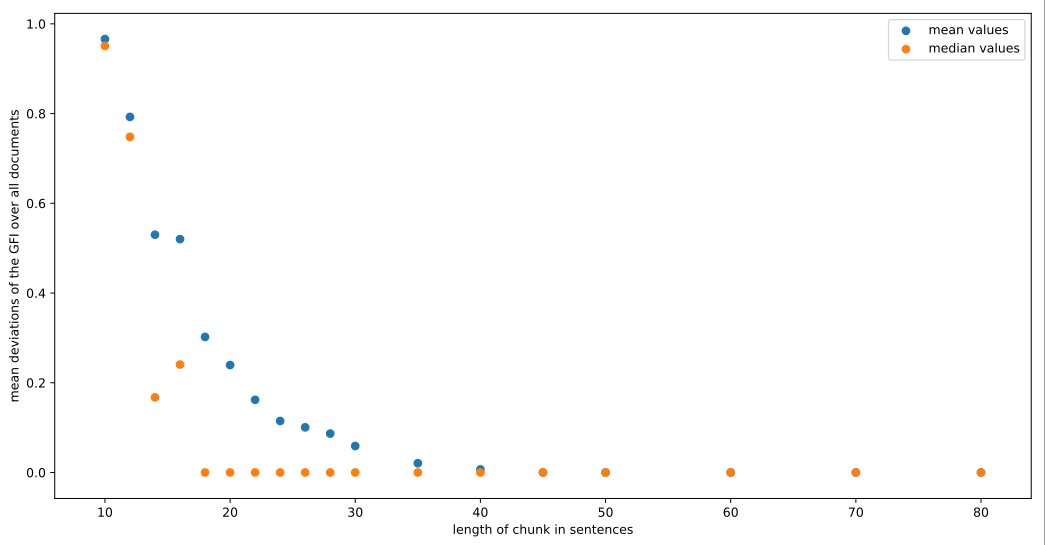 mean values
median values
mean deviations of the GFI over all documents
1.0
0.8
0.6
0.4
0.2
0.0
10 20 30 40 50 60 70 80
length of chunk in sentences